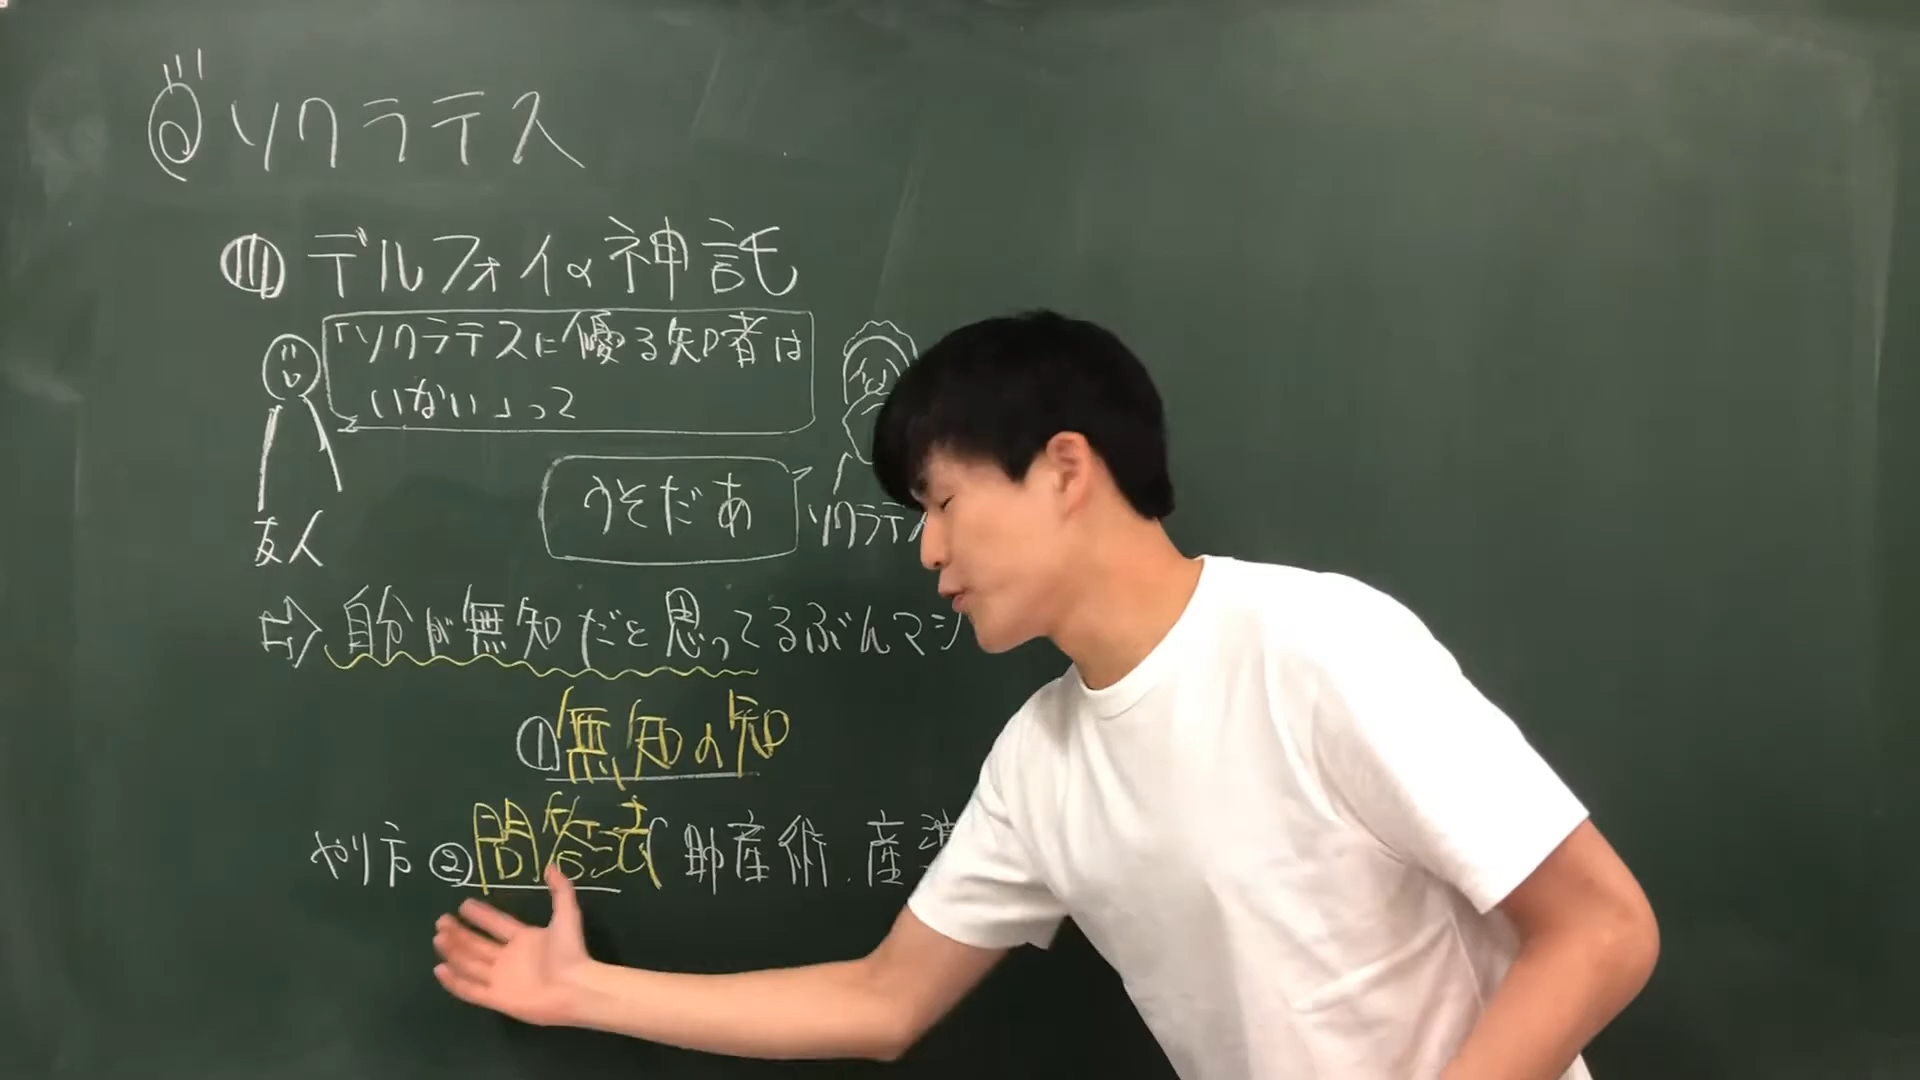 ソクラテス
デルフォイの神託
「ソクラテスに優る知者は
いない」って
うそだあ
ソクラテ
友人
⇨自分が無知だと思ってるぶんマシ
①無知の知
やり方②問答法(助産術、産